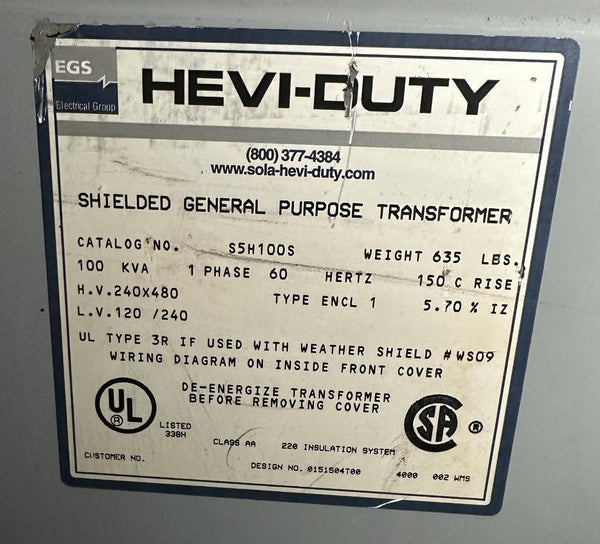 EGS
Electrical Group
HEVI-DUTY
(800) 377-4384
www.sola-hevi-duty.com
SHIELDED GENERAL PURPOSE TRANSFORMER
CATALOG NO. S5H100S WEIGHT 635 LBS.
100 KVA 1 PHASE 60 HERTZ 150 C RISE
H.V.240X480 TYPE ENCL 1 5.70 % IZ
L.V.120 /240
UL TYPE 3R IF USED WITH WEATHER SHIELD #WS09
WIRING DIAGRAM ON INSIDE FRONT COVER
DE-ENERGIZE TRANSFORMER
BEFORE REMOVING COVER
UL ®
LISTED
338H
CSA ®
CLASS AA 220 INSULATION SYSTEM
CUSTOMER NO. DESIGN NO. 0151504T00 4000 002 WMS